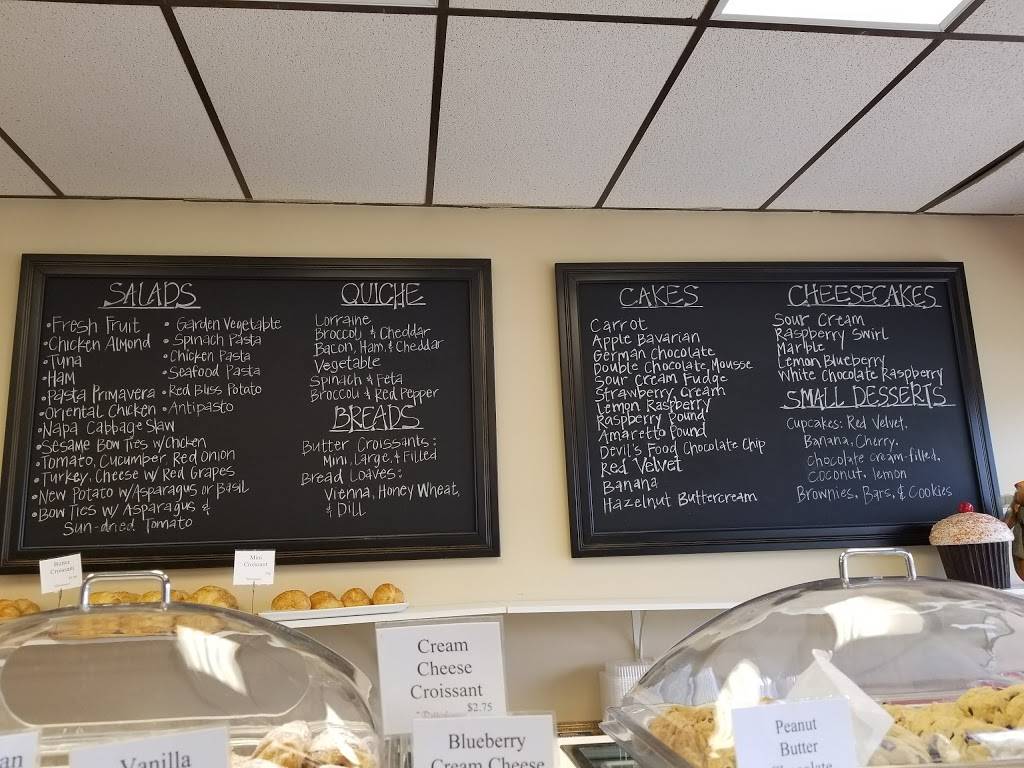 SALADS
• Fresh Fruit
• Chicken Almond
• Tuna
• Ham
• Pasta Primavera
• Oriental Chicken
• Napa Cabbage Slaw
• Sesame Bow Ties w/Chicken
• Tomato, Cucumber, Red Onion
• Turkey, Cheese w/ Red Grapes
• New Potato w/Asparagus or Basil
• Bow Ties w/ Asparagus &
Sun-dried Tomato
• Garden Vegetable
• Spinach Pasta
• Chicken Pasta
• Seafood Pasta
• Red Bliss Potato
• Antipasto
QUICHE
Lorraine
Broccoli & Cheddar
Bacon, Ham, & Cheddar
Vegetable
Spinach & Feta
Broccoli & Red Pepper
BREADS
Butter Croissants:
Mini, Large, & Filled
Bread Loaves:
Vienna, Honey Wheat,
& Dill
CAKES
Carrot
Apple Bavarian
German Chocolate
Double Chocolate Mousse
Sour Cream Fudge
Strawberry Cream
Lemon Raspberry
Raspberry Pound
Amaretto Pound
Devil's Food Chocolate Chip
Red Velvet
Banana
Hazelnut Buttercream
CHEESECAKES
Sour Cream
Raspberry Swirl
Marble
Lemon Blueberry
White Chocolate Raspberry
SMALL DESSERTS
Cupcakes: Red Velvet,
Banana, Cherry,
Chocolate cream-filled,
Coconut, lemon
Brownies, Bars, & Cookies
Butter
Croissant
Mini
Croissant
Cream
Cheese
Croissant
$2.75
Blueberry
Cream Cheese
an
Vanilla
Peanut
Butter
Chocolate